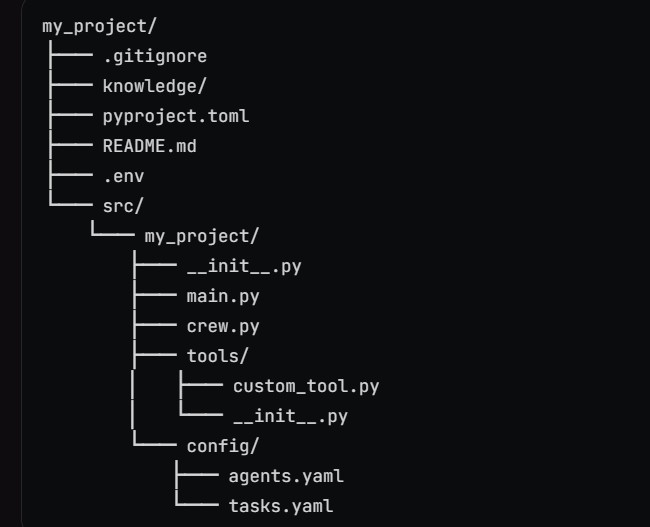 my_project/
├── .gitignore
├── knowledge/
├── pyproject.toml
├── README.md
├── .env
└── src/
    └── my_project/
        ├── __init__.py
        ├── main.py
        ├── crew.py
        ├── tools/
        │   ├── custom_tool.py
        │   └── __init__.py
        └── config/
            ├── agents.yaml
            └── tasks.yaml